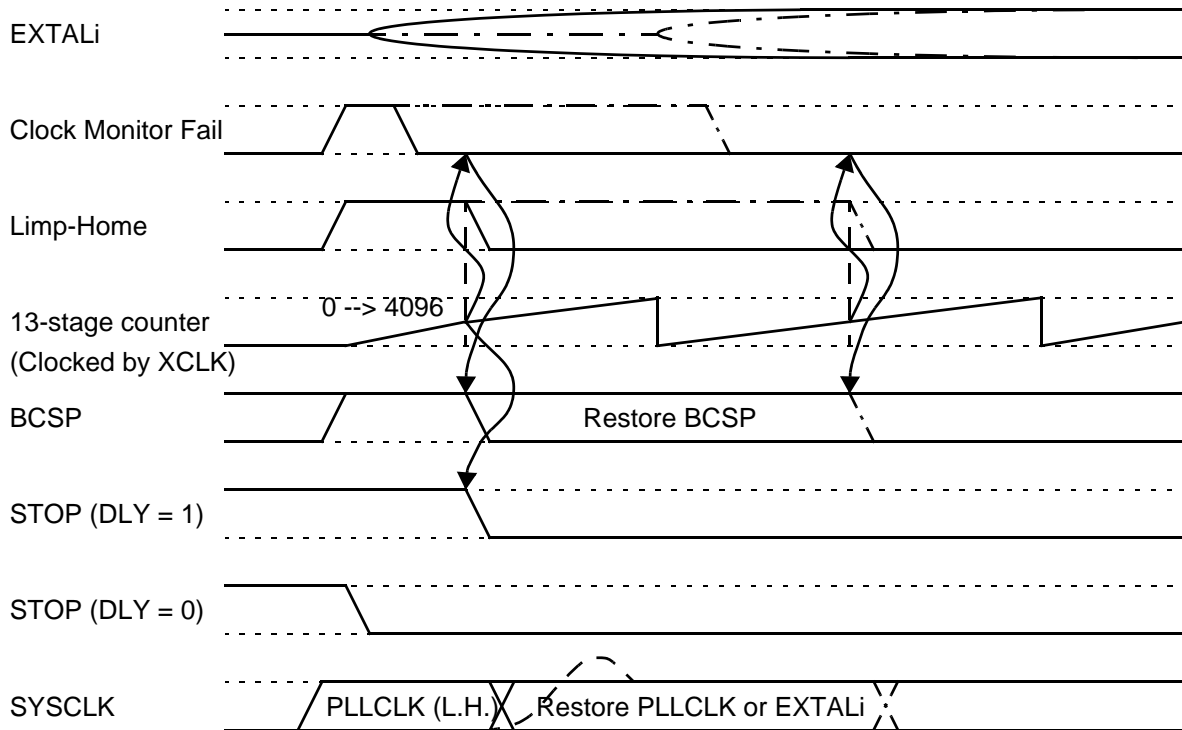 EXTALi
Clock Monitor Fail
Limp-Home
0 --> 4096
13-stage counter
(Clocked by XCLK)
BCSP
Restore BCSP
STOP (DLY = 1)
STOP (DLY = 0)
SYSCLK
PLLCLK (L.H.)
Restore PLLCLK or EXTALi